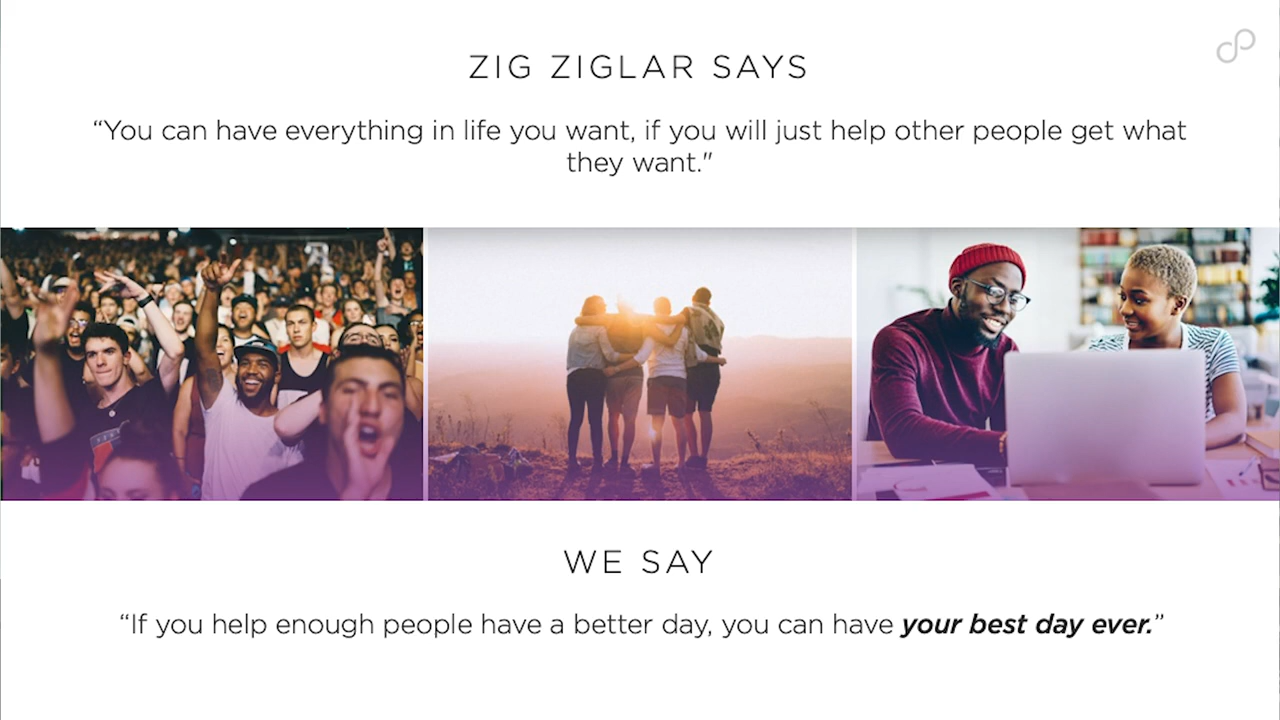 ZIG ZIGLAR SAYS
“You can have everything in life you want, if you will just help other people get what
they want."
WE SAY
“If you help enough people have a better day, you can have your best day ever.”